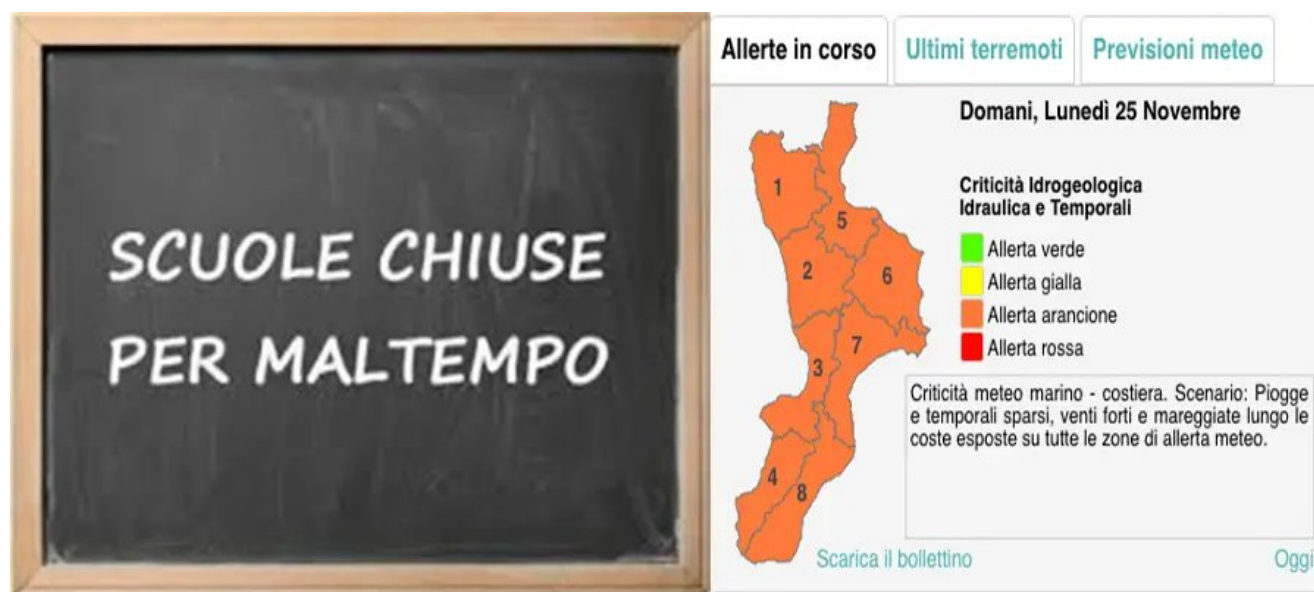 SCUOLE CHIUSE
PER MALTEMPO
Allerte in corso
Ultimi terremoti
Previsioni meteo
Domani, Lunedì 25 Novembre
Criticità Idrogeologica
Idraulica e Temporali
Allerta verde
Allerta gialla
Allerta arancione
Allerta rossa
1
5
2
6
7
3
4
8
Criticità meteo marino - costiera. Scenario: Piogge
e temporali sparsi, venti forti e mareggiate lungo le
coste esposte su tutte le zone di allerta meteo.
Scarica il bollettino
Oggi